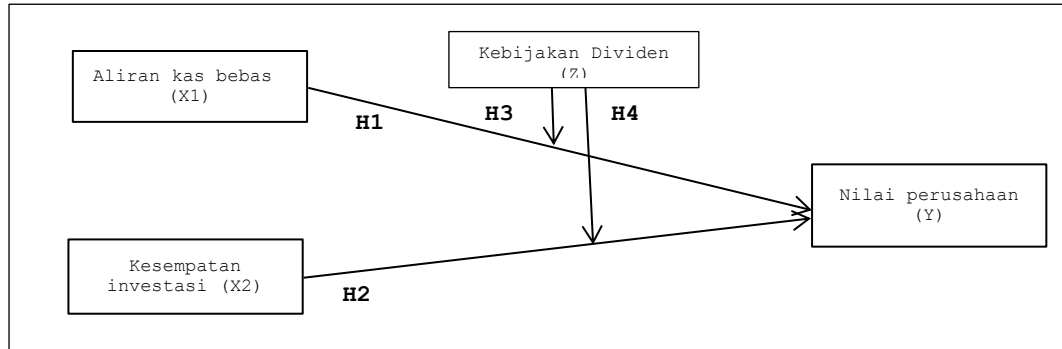 Kebijakan Dividen
(Z)
Aliran kas bebas
(X1)
H1
H3
H4
Nilai perusahaan
(Y)
Kesempatan
investasi (X2)
H2